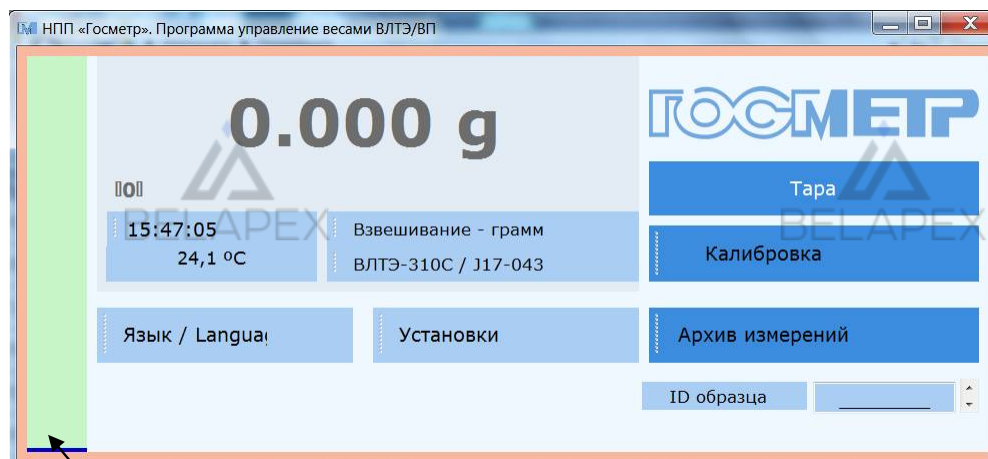 НПП «Госметр». Программа управление весами ВЛТЭ/ВП
0.000 g
ГОСМЕТР
Тара
15:47:05
24,1 ºC
Взвешивание - грамм
ВЛТЭ-310С / J17-043
Калибровка
Язык / Langua
Установки
Архив измерений
ID образца
BELAPEX
BELAPEX